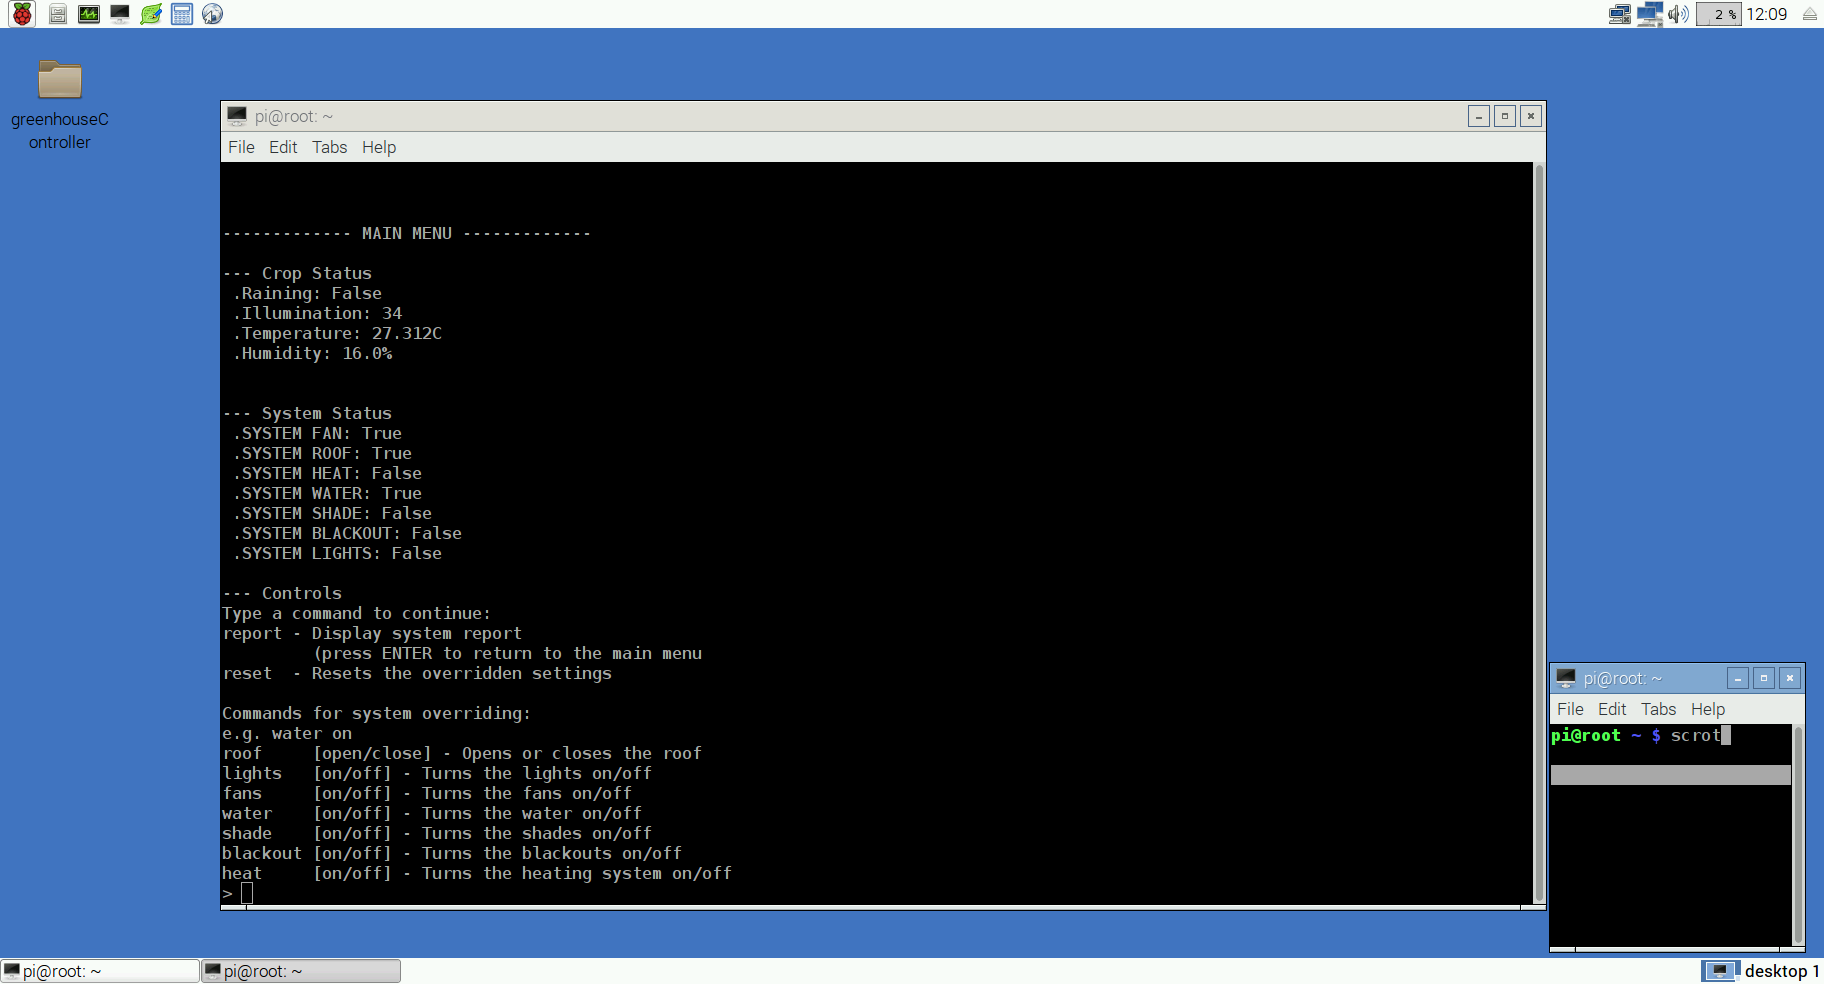 2 %
12:09
greenhouseC
ontroller
pi@root: ~
File Edit Tabs Help
------------- MAIN MENU -------------
--- Crop Status
.Raining: False
.Illumination: 34
.Temperature: 27.312C
.Humidity: 16.0%
--- System Status
.SYSTEM FAN: True
.SYSTEM ROOF: True
.SYSTEM HEAT: False
.SYSTEM WATER: True
.SYSTEM SHADE: False
.SYSTEM BLACKOUT: False
.SYSTEM LIGHTS: False
--- Controls
Type a command to continue:
report - Display system report
(press ENTER to return to the main menu
reset  - Resets the overridden settings
Commands for system overriding:
e.g. water on
roof     [open/close] - Opens or closes the roof
lights   [on/off] - Turns the lights on/off
fans     [on/off] - Turns the fans on/off
water    [on/off] - Turns the water on/off
shade    [on/off] - Turns the shades on/off
blackout [on/off] - Turns the blackouts on/off
heat     [on/off] - Turns the heating system on/off
>
pi@root: ~
File Edit Tabs Help
pi@root ~ $ scrot
pi@root: ~
pi@root: ~
desktop 1